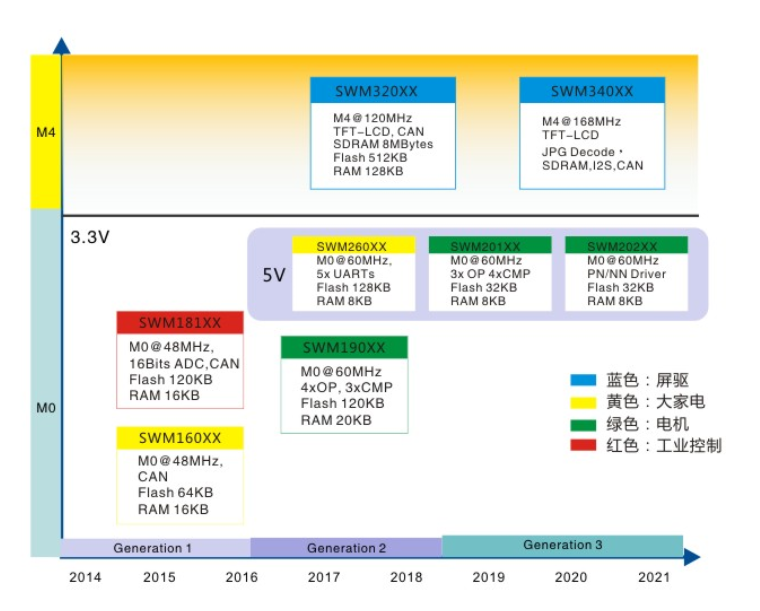 M4
SWM320XX
M4@120MHz
TFT-LCD, CAN
SDRAM 8MBytes
Flash 512KB
RAM 128KB
SWM340XX
M4@168MHz
TFT-LCD
JPG Decode，
SDRAM,I2S,CAN
3.3V
5V
SWM260XX
M0@60MHz,
5x UARTs
Flash 128KB
RAM 8KB
SWM201XX
M0@60MHz
3x OP 4xCMP
Flash 32KB
RAM 8KB
SWM202XX
M0@60MHz
PN/NN Driver
Flash 32KB
RAM 8KB
M0
SWM181XX
M0@48MHz,
16Bits ADC,CAN
Flash 120KB
RAM 16KB
SWM190XX
M0@60MHz
4xOP, 3xCMP
Flash 120KB
RAM 20KB
SWM160XX
M0@48MHz,
CAN
Flash 64KB
RAM 16KB
蓝色：屏驱
黄色：大家电
绿色：电机
红色：工业控制
Generation 1
Generation 2
Generation 3
2014
2015
2016
2017
2018
2019
2020
2021